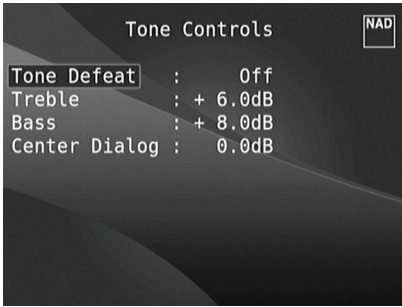 Tone Controls
NAD
Tone Defeat : Off
Treble : + 6.0dB
Bass : + 8.0dB
Center Dialog : 0.0dB